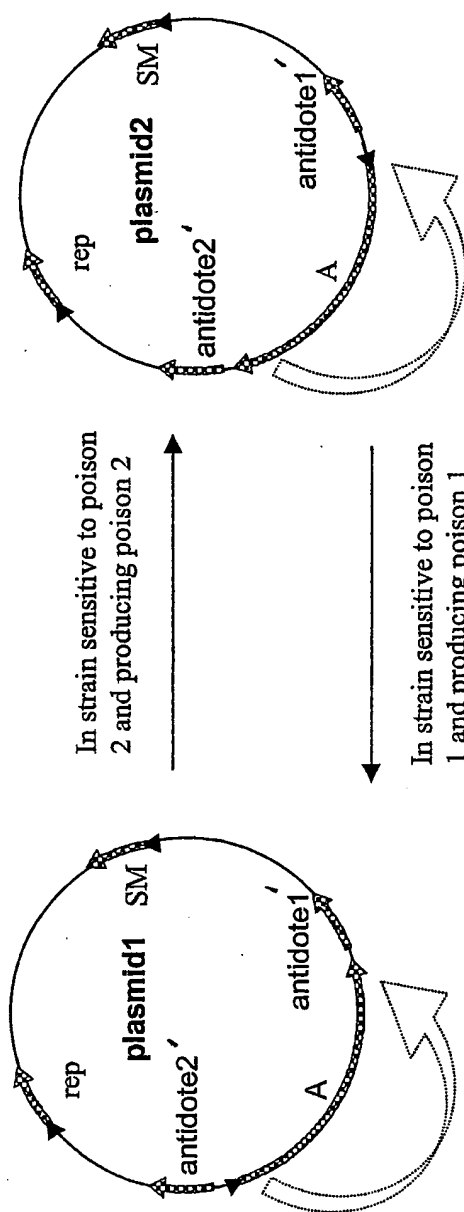 rep
SM
plasmid1
antidote2′
antidote1′
A
In strain sensitive to poison
2 and producing poison 2
In strain sensitive to poison
1 and producing poison 1
rep
SM
plasmid2
antidote2′
antidote1′
A